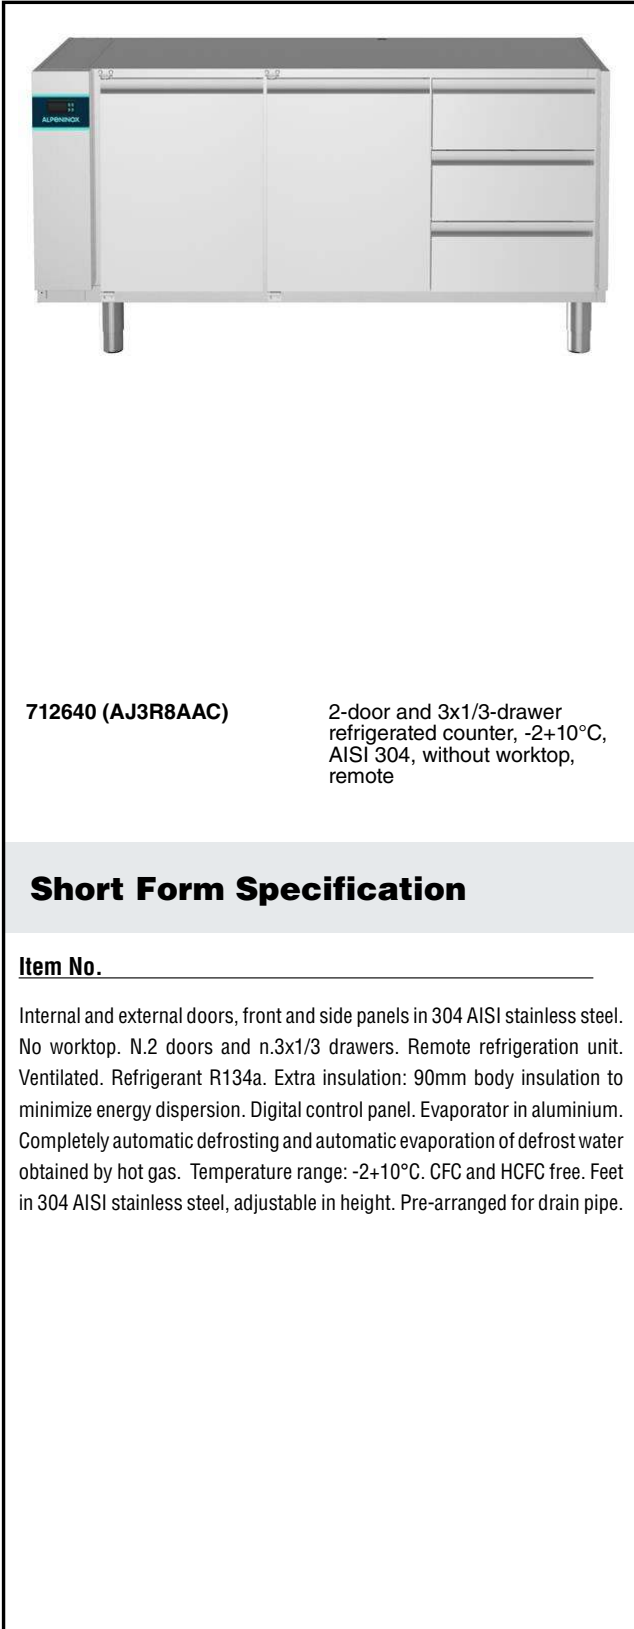 ALPENINOX
712640 (AJ3R8AAC)
2-door and 3x1/3-drawer
refrigerated counter, -2+10°C,
AISI 304, without worktop,
remote
Short Form Specification
Item No.
Internal and external doors, front and side panels in 304 AISI stainless steel.
No worktop. N.2 doors and n.3x1/3 drawers. Remote refrigeration unit.
Ventilated. Refrigerant R134a. Extra insulation: 90mm body insulation to
minimize energy dispersion. Digital control panel. Evaporator in aluminium.
Completely automatic defrosting and automatic evaporation of defrost water
obtained by hot gas. Temperature range: -2+10°C. CFC and HCFC free. Feet
in 304 AISI stainless steel, adjustable in height. Pre-arranged for drain pipe.